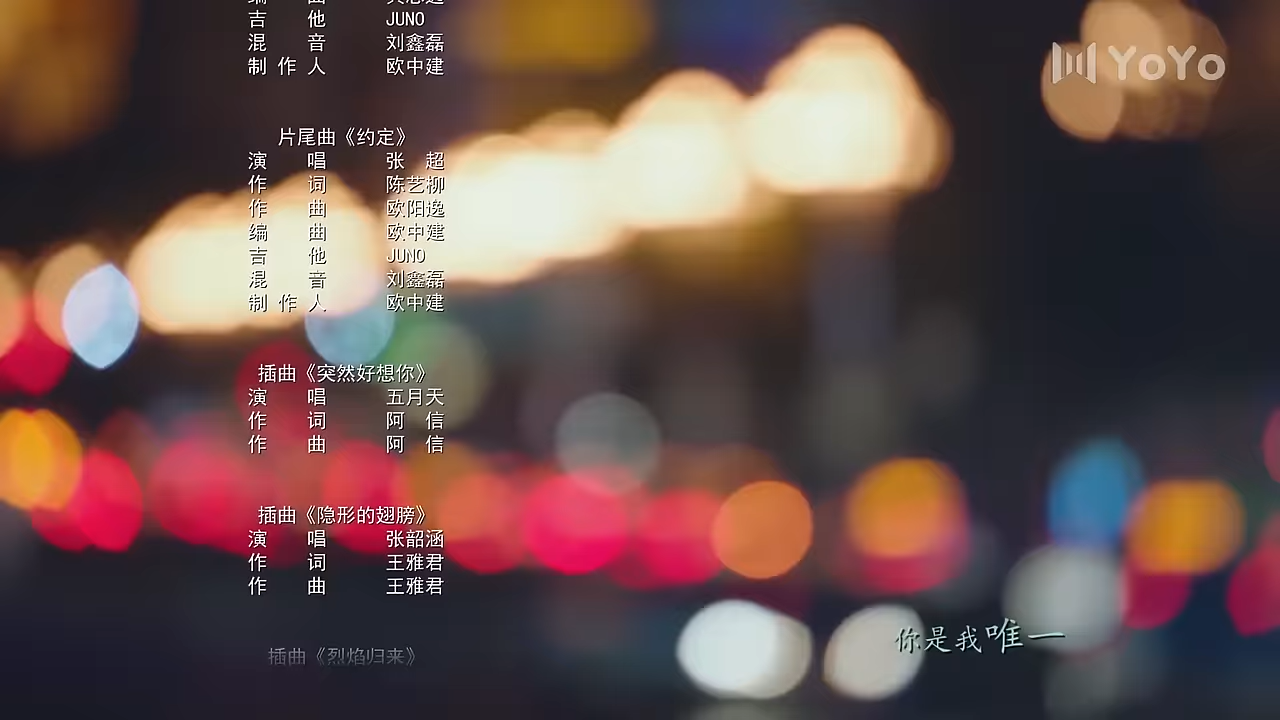 吉 他 JUNO
混 音 刘鑫磊
制 作 人 欧中建
片尾曲《约定》
演 唱 张 超
作 词 陈艺柳
作 曲 欧阳逸
编 曲 欧中建
吉 他 JUNO
混 音 刘鑫磊
制 作 人 欧中建
插曲《突然好想你》
演 唱 五月天
作 词 阿 信
作 曲 阿 信
插曲《隐形的翅膀》
演 唱 张韶涵
作 词 王雅君
作 曲 王雅君
插曲《烈焰归来》
YoYo
你是我唯一